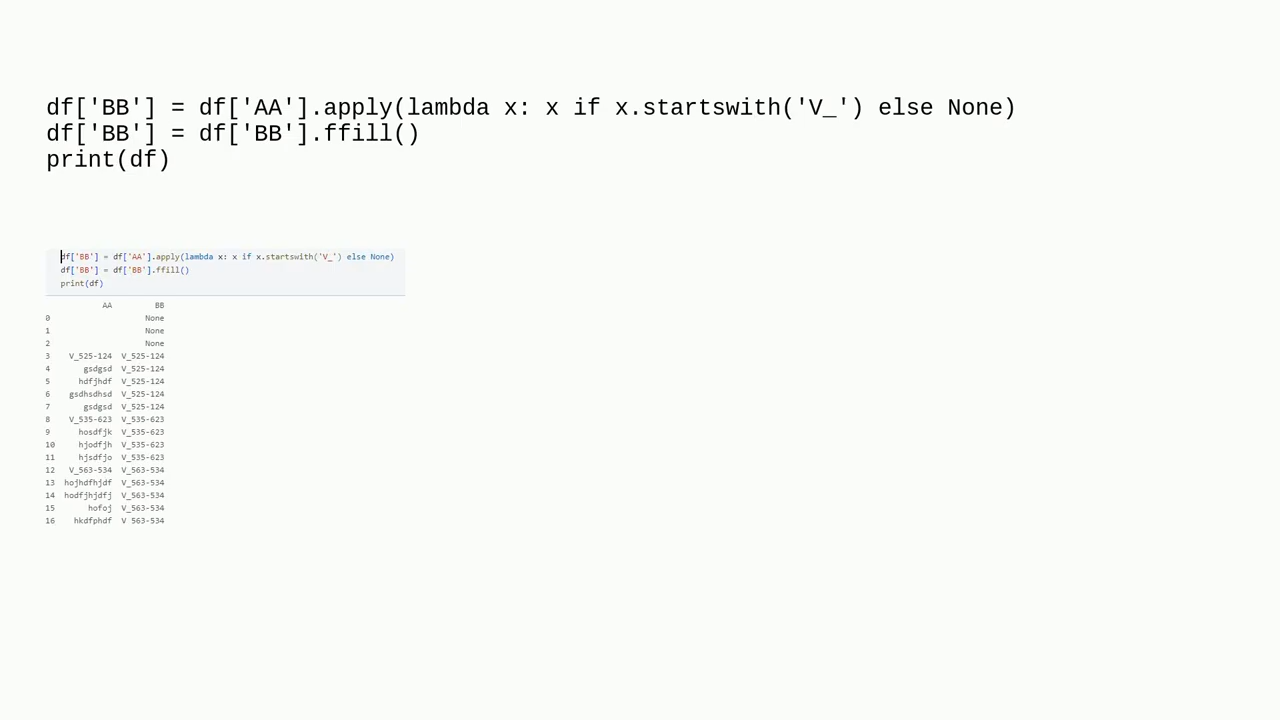 df['BB'] = df['AA'].apply(lambda x: x if x.startswith('V_') else None)
df['BB'] = df['BB'].ffill()
print(df)
df['BB'] = df['AA'].apply(lambda x: x if x.startswith('V_') else None)
df['BB'] = df['BB'].ffill()
print(df)
AA BB
0 None
1 None
2 None
3 V_525-124 V_525-124
4 gsdgsd V_525-124
5 hdfjhdf V_525-124
6 gsdhsdhsd V_525-124
7 gsdgsd V_525-124
8 V_535-623 V_535-623
9 hosdfjk V_535-623
10 hjodfjh V_535-623
11 hjsdfjo V_535-623
12 V_563-534 V_563-534
13 hojhdfhjdf V_563-534
14 hodfjhjdfj V_563-534
15 hofoj V_563-534
16 hkdfphdf V 563-534